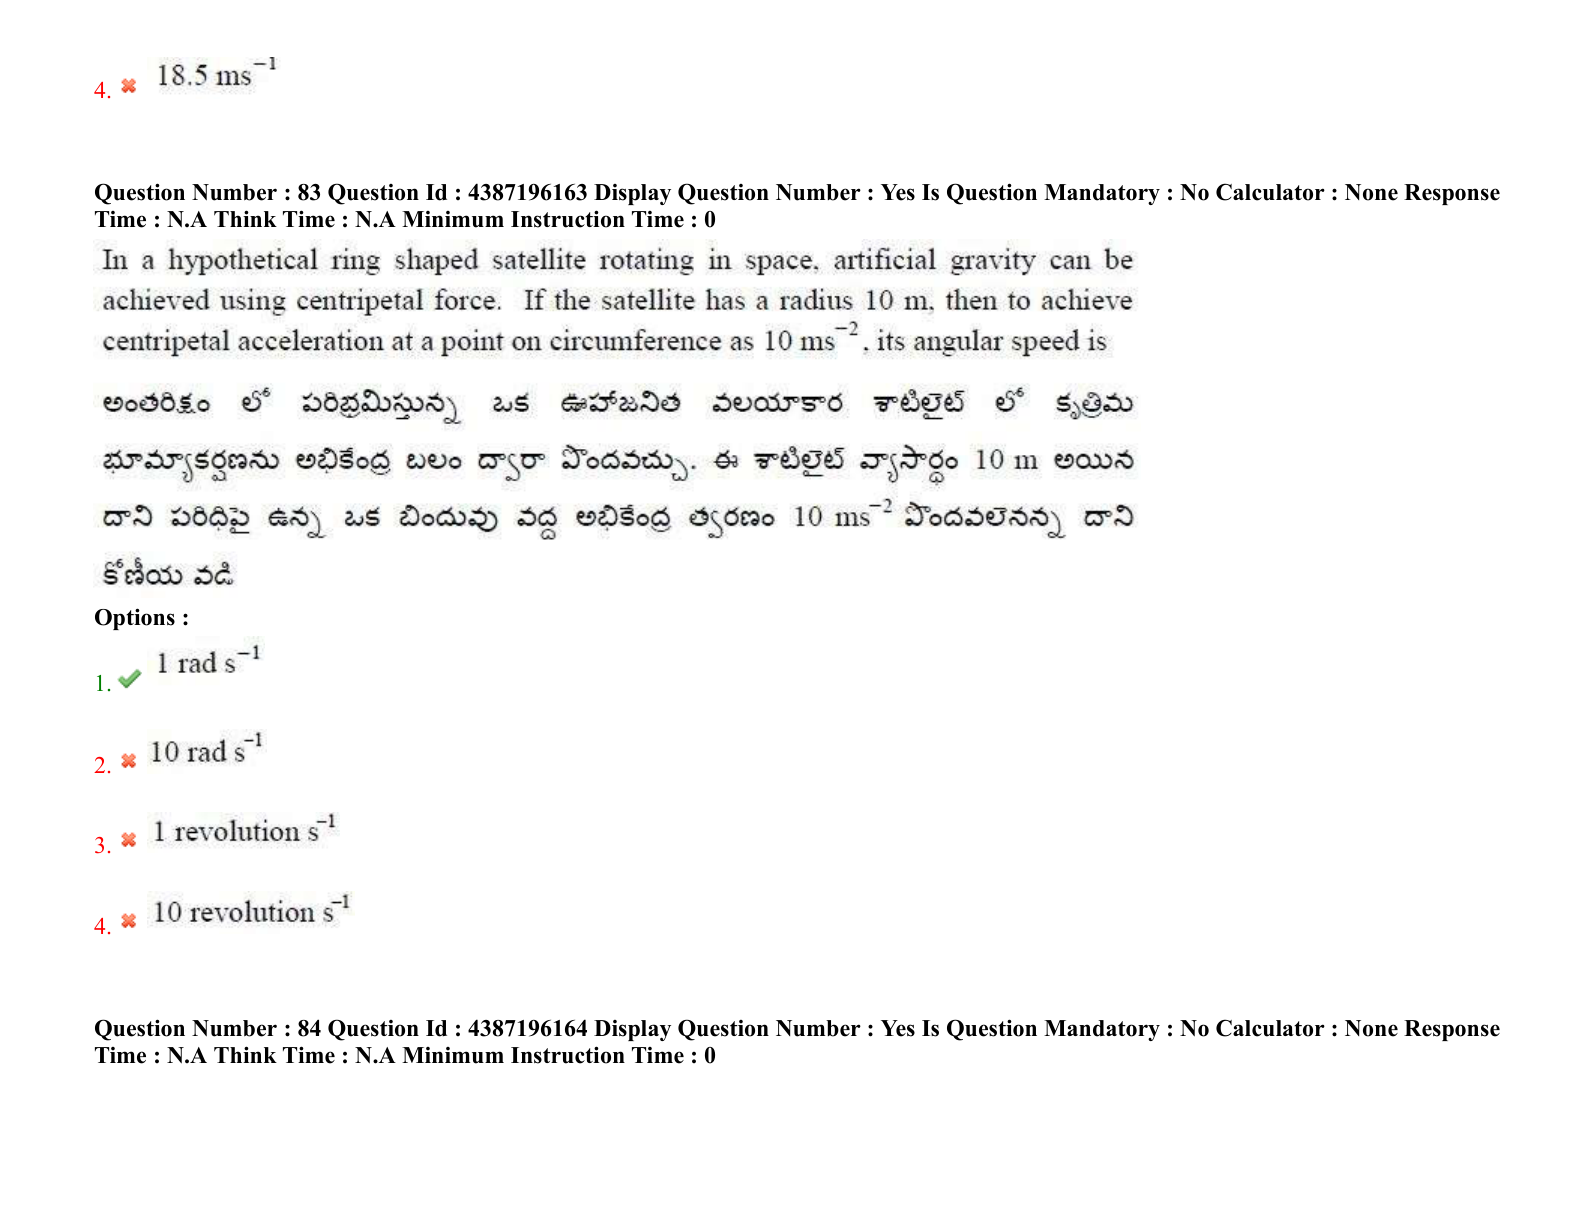 4. 18.5 ms⁻¹
Question Number : 83 Question Id : 4387196163 Display Question Number : Yes Is Question Mandatory : No Calculator : None Response
Time : N.A Think Time : N.A Minimum Instruction Time : 0
In a hypothetical ring shaped satellite rotating in space, artificial gravity can be
achieved using centripetal force. If the satellite has a radius 10 m, then to achieve
centripetal acceleration at a point on circumference as 10 ms⁻², its angular speed is
అంతరిక్షం లో పరిభ్రమిస్తున్న ఒక ఊహాజనిత వలయాకార శాటిలైట్ లో కృత్రిమ
భూమ్యాకర్షణను అభికేంద్ర బలం ద్వారా పొందవచ్చు. ఈ శాటిలైట్ వ్యాసార్ధం 10 m అయిన
దాని పరిధిపై ఉన్న ఒక బిందువు వద్ద అభికేంద్ర త్వరణం 10 ms⁻² పొందవలెనన్న దాని
కోణీయ వడి
Options :
1. 1 rad s⁻¹
2. 10 rad s⁻¹
3. 1 revolution s⁻¹
4. 10 revolution s⁻¹
Question Number : 84 Question Id : 4387196164 Display Question Number : Yes Is Question Mandatory : No Calculator : None Response
Time : N.A Think Time : N.A Minimum Instruction Time : 0